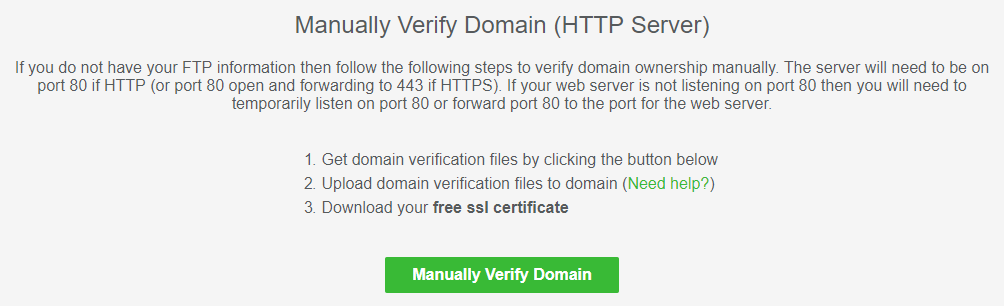 Manually Verify Domain (HTTP Server)
If you do not have your FTP information then follow the following steps to verify domain ownership manually. The server will need to be on
port 80 if HTTP (or port 80 open and forwarding to 443 if HTTPS). If your web server is not listening on port 80 then you will need to
temporarily listen on port 80 or forward port 80 to the port for the web server.
1. Get domain verification files by clicking the button below
2. Upload domain verification files to domain (Need help?)
3. Download your free ssl certificate
Manually Verify Domain